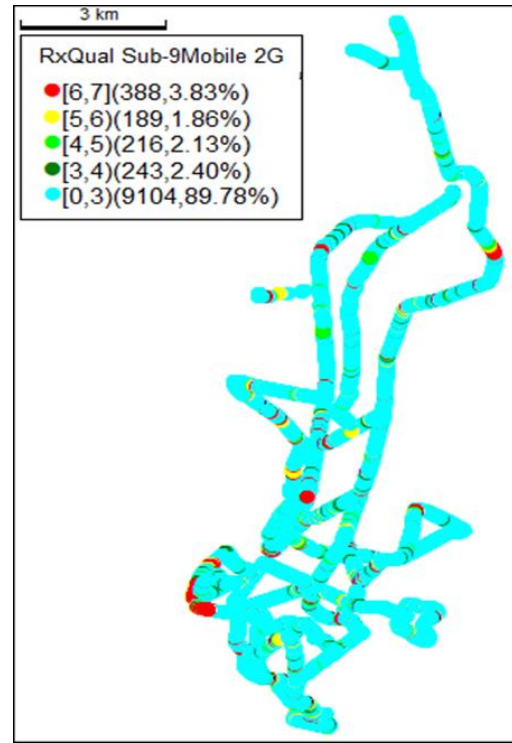 3 km
RxQual Sub-9Mobile 2G
[6,7](388,3.83%)
[5,6)(189,1.86%)
[4,5)(216,2.13%)
[3,4)(243,2.40%)
[0,3)(9104,89.78%)